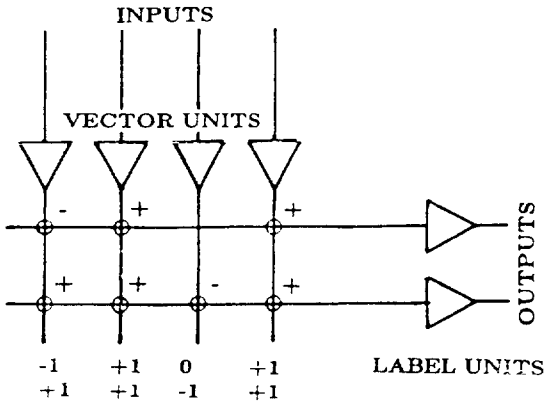 INPUTS
VECTOR UNITS
- + +
+ + - +
OUTPUTS
-1 +1 0 +1 LABEL UNITS
+1 +1 -1 +1